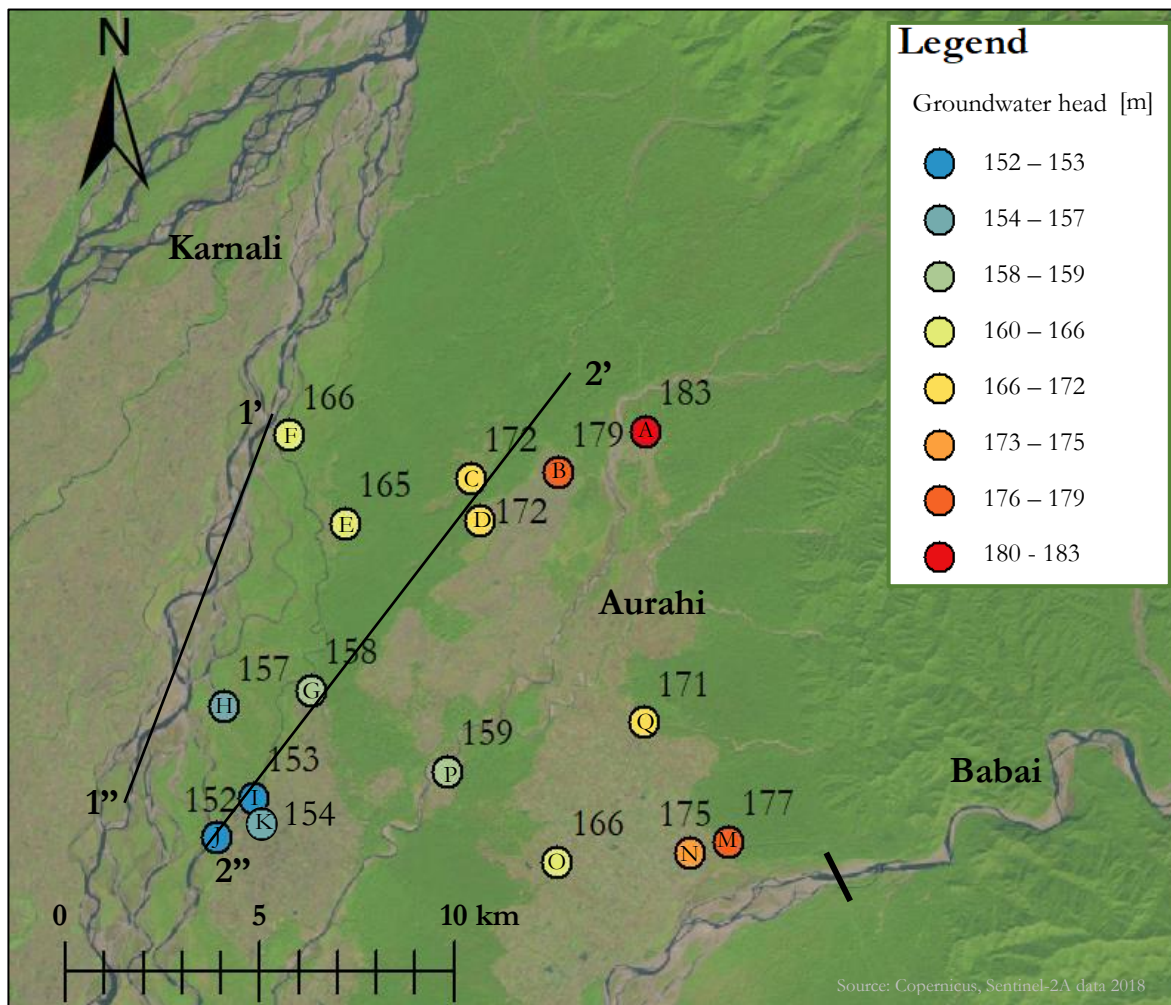 N
Legend
Groundwater head [m]
152 – 153
154 – 157
158 – 159
160 – 166
166 – 172
173 – 175
176 – 179
180 - 183
Karnali
2’
1’
166
F
183
A
172
C
179
B
165
E
172
D
Aurahi
157
H
158
G
171
Q
159
P
Babai
153
I
1”
152
J
154
K
2”
166
O
175
N
177
M
0
5
10 km
Source: Copernicus, Sentinel-2A data 2018